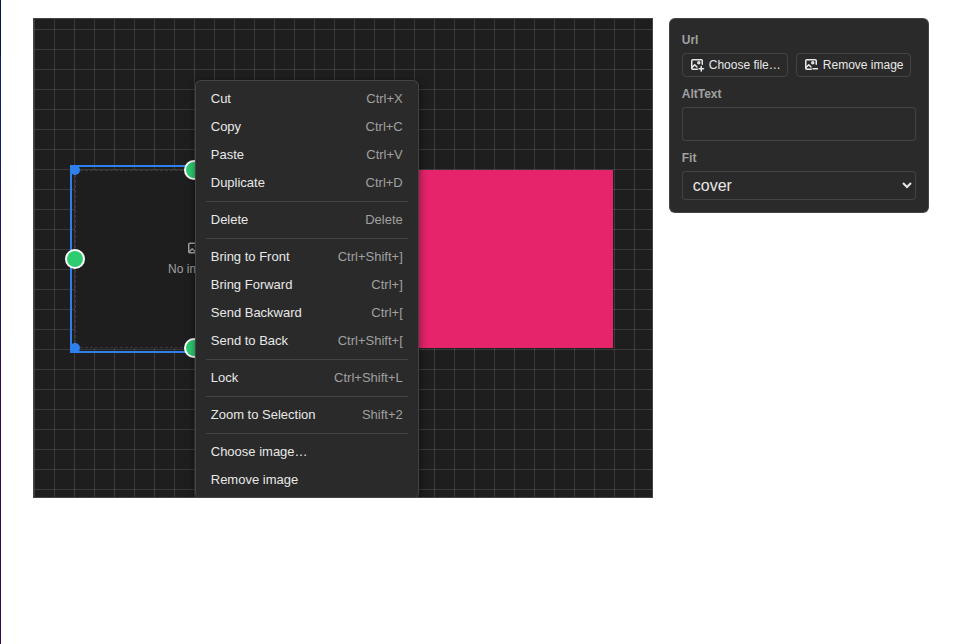 Url
Choose file…
Remove image
AltText
Fit
cover
No in
Cut Ctrl+X
Copy Ctrl+C
Paste Ctrl+V
Duplicate Ctrl+D
Delete Delete
Bring to Front Ctrl+Shift+]
Bring Forward Ctrl+]
Send Backward Ctrl+[
Send to Back Ctrl+Shift+[
Lock Ctrl+Shift+L
Zoom to Selection Shift+2
Choose image…
Remove image